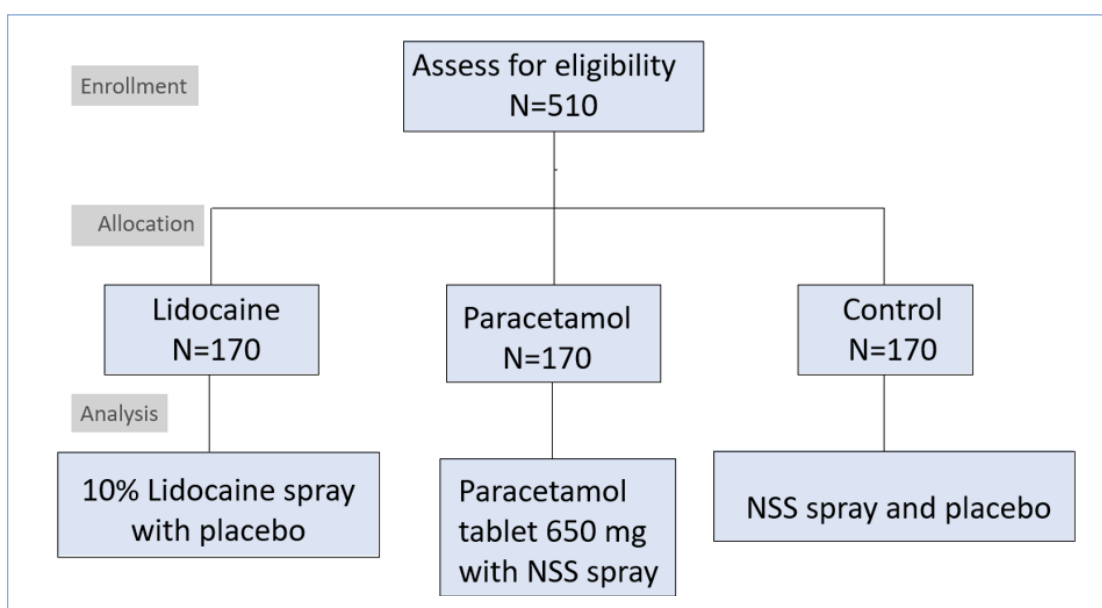 Enrollment
Assess for eligibility
N=510
Allocation
Lidocaine
N=170
Paracetamol
N=170
Control
N=170
Analysis
10% Lidocaine spray
with placebo
Paracetamol
tablet 650 mg
with NSS spray
NSS spray and placebo